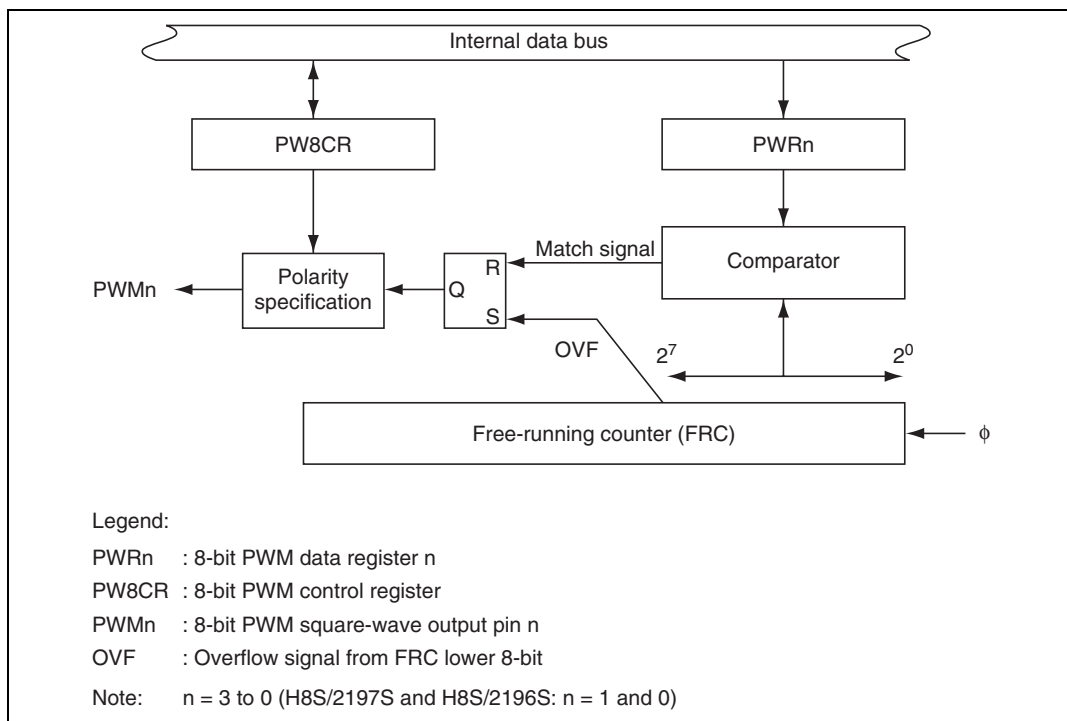 Internal data bus
PW8CR
PWRn
Match signal
Comparator
Polarity
specification
PWMn
Q
R
S
OVF
2⁷
2⁰
Free-running counter (FRC)
ϕ
Legend:
PWRn : 8-bit PWM data register n
PW8CR : 8-bit PWM control register
PWMn : 8-bit PWM square-wave output pin n
OVF : Overflow signal from FRC lower 8-bit
Note: n = 3 to 0 (H8S/2197S and H8S/2196S: n = 1 and 0)